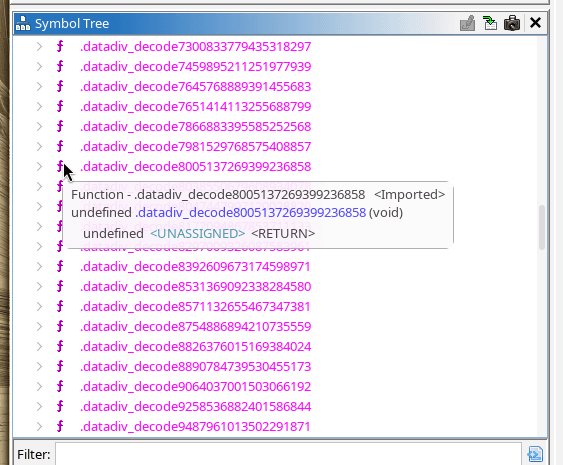 Symbol Tree
.datadiv_decode7300833779435318297
.datadiv_decode7459895211251977939
.datadiv_decode7645768889391455683
.datadiv_decode7651414113255688799
.datadiv_decode7866883395585252568
.datadiv_decode7981529768575408857
.datadiv_decode8005137269399236858
Function - .datadiv_decode8005137269399236858 <Imported>
undefined .datadiv_decode8005137269399236858 (void)
undefined <UNASSIGNED> <RETURN>
.datadiv_decode8392609673174598971
.datadiv_decode8531369092338284580
.datadiv_decode8571132655467347381
.datadiv_decode8754886894210735559
.datadiv_decode8826376015169384024
.datadiv_decode8890784739530455173
.datadiv_decode9064037001503066192
.datadiv_decode9258536882401586844
.datadiv_decode9487961013502291871
Filter: